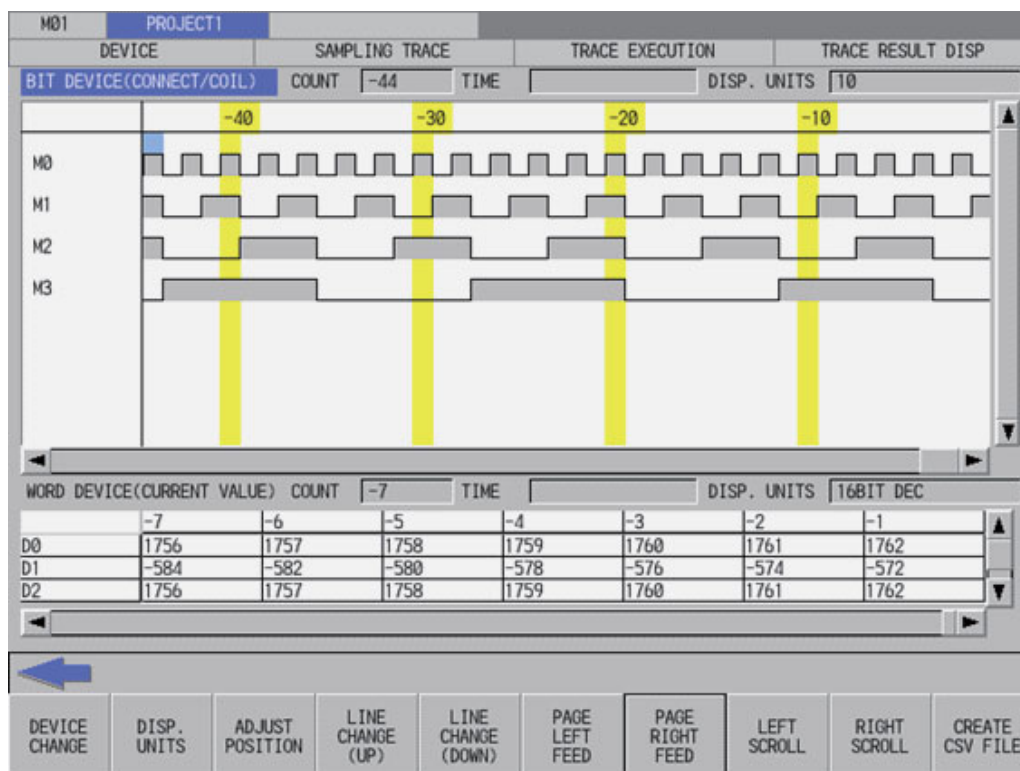 M01 PROJECT1
DEVICE SAMPLING TRACE TRACE EXECUTION TRACE RESULT DISP
BIT DEVICE(CONNECT/COIL) COUNT -44 TIME DISP. UNITS 10
-40 -30 -20 -10
M0
M1
M2
M3
WORD DEVICE(CURRENT VALUE) COUNT -7 TIME DISP. UNITS 16BIT DEC
-7 -6 -5 -4 -3 -2 -1
D0 1756 1757 1758 1759 1760 1761 1762
D1 -584 -582 -580 -578 -576 -574 -572
D2 1756 1757 1758 1759 1760 1761 1762
DEVICE CHANGE
DISP. UNITS
ADJUST POSITION
LINE CHANGE (UP)
LINE CHANGE (DOWN)
PAGE LEFT FEED
PAGE RIGHT FEED
LEFT SCROLL
RIGHT SCROLL
CREATE CSV FILE